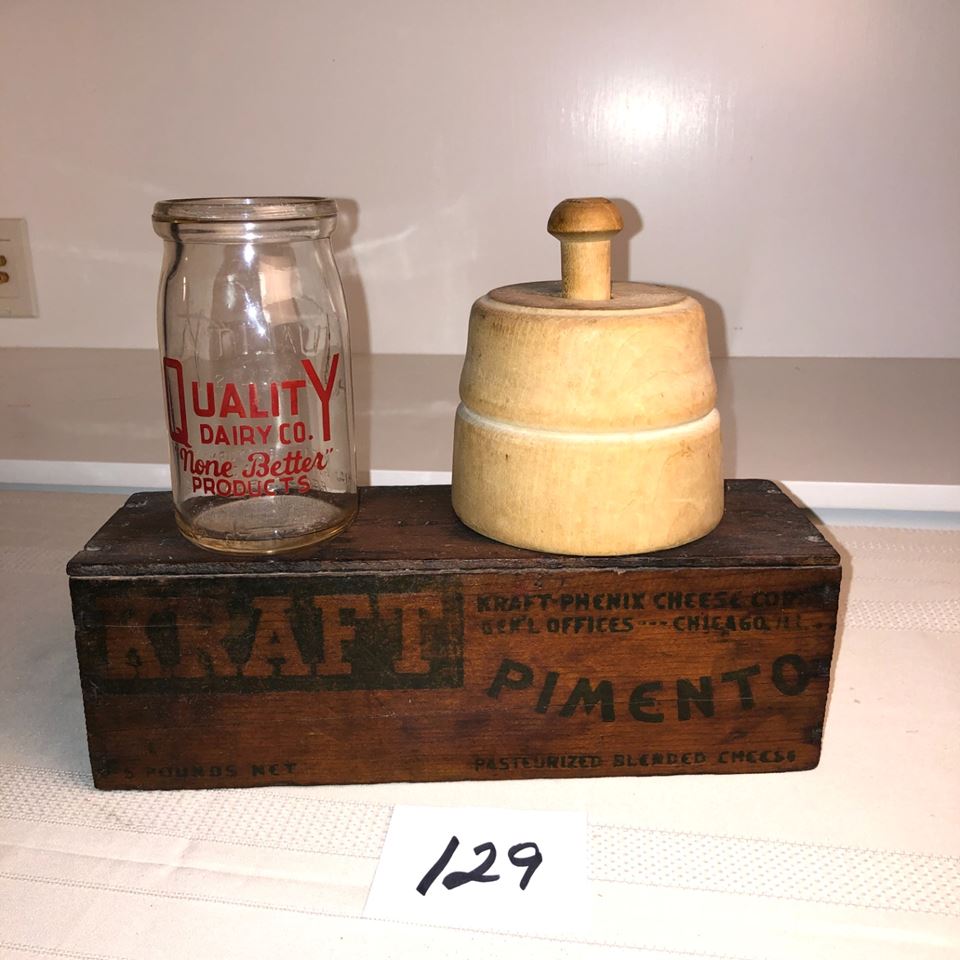 QUALITY
DAIRY CO.
"None Better"
PRODUCTS
KRAFT
KRAFT-PHENIX CHEESE
GEN'L OFFICES --- CHICAGO, ILL.
PIMENTO
5 POUNDS NET
PASTEURIZED BLENDED CHEESE
129